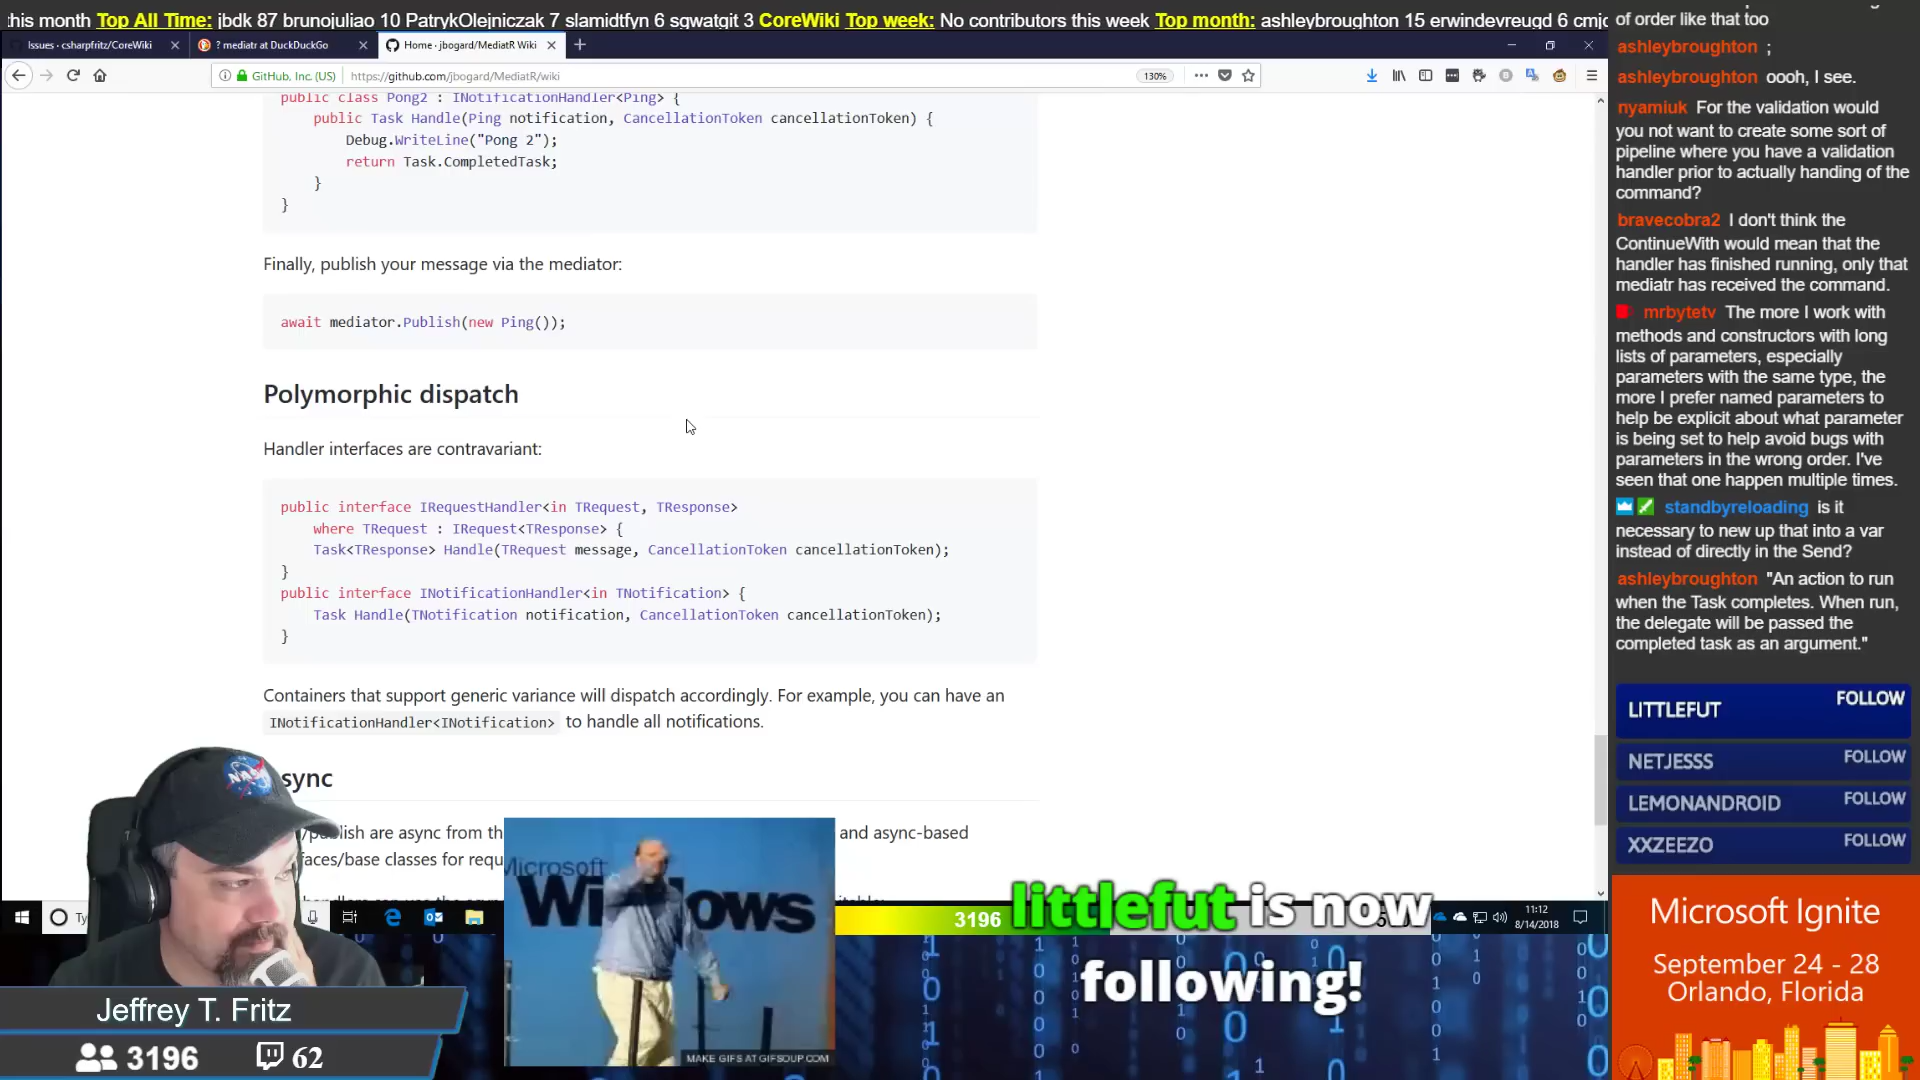 this month Top All Time: jbdk 87 brunojuliao 10 PatrykOlejniczak 7 slamidtfyn 6 sgwatgit 3 CoreWiki Top week: No contributors this week Top month: ashleybroughton 15 erwindevreugd 6 cmjc
Issues · csharpfritz/CoreWiki
? mediatr at DuckDuckGo
Home · jbogard/MediatR Wiki
GitHub, Inc. (US)
https://github.com/jbogard/MediatR/wiki
130%
public class Pong2 : INotificationHandler<Ping> {
public Task Handle(Ping notification, CancellationToken cancellationToken) {
Debug.WriteLine("Pong 2");
return Task.CompletedTask;
}
}
Finally, publish your message via the mediator:
await mediator.Publish(new Ping());
Polymorphic dispatch
Handler interfaces are contravariant:
public interface IRequestHandler<in TRequest, TResponse>
where TRequest : IRequest<TResponse> {
Task<TResponse> Handle(TRequest message, CancellationToken cancellationToken);
}
public interface INotificationHandler<in TNotification> {
Task Handle(TNotification notification, CancellationToken cancellationToken);
}
Containers that support generic variance will dispatch accordingly. For example, you can have an
INotificationHandler<INotification> to handle all notifications.
sync
/publish are async from th
and async-based
faces/base classes for requ
of order like that too
ashleybroughton ;
ashleybroughton oooh, I see.
nyamiuk For the validation would
you not want to create some sort of
pipeline where you have a validation
handler prior to actually handing of the
command?
bravecobra2 I don't think the
ContinueWith would mean that the
handler has finished running, only that
mediatr has received the command.
mrbytetv The more I work with
methods and constructors with long
lists of parameters, especially
parameters with the same type, the
more I prefer named parameters to
help be explicit about what parameter
is being set to help avoid bugs with
parameters in the wrong order. I've
seen that one happen multiple times.
standbyreloading is it
necessary to new up that into a var
instead of directly in the Send?
ashleybroughton "An action to run
when the Task completes. When run,
the delegate will be passed the
completed task as an argument."
LITTLEFUT FOLLOW
NETJESSS FOLLOW
LEMONANDROID FOLLOW
XXZEEZO FOLLOW
Microsoft Ignite
September 24 - 28
Orlando, Florida
Ty
11:12
8/14/2018
3196
littlefut is now
following!
Microsoft
Windows
MAKE GIFS AT GIFSOUP.COM
NASA
Jeffrey T. Fritz
3196
62